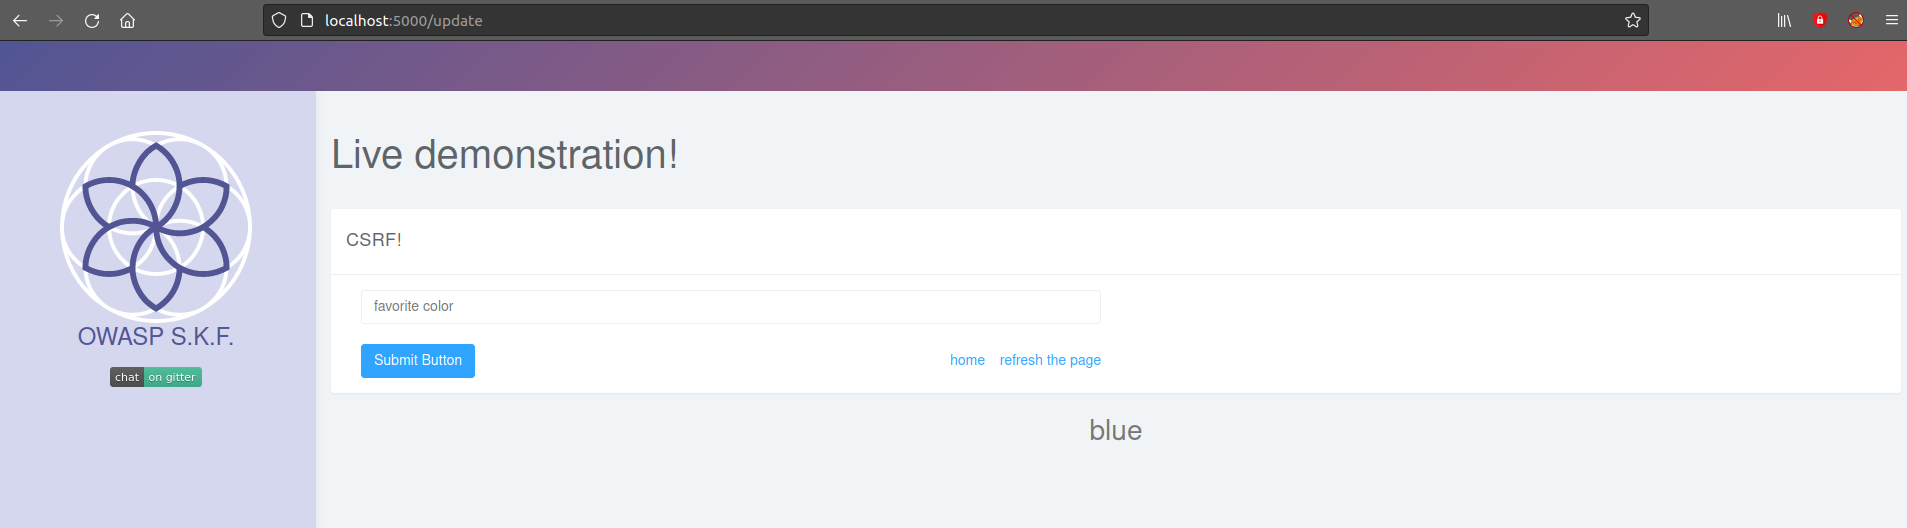 localhost:5000/update
Live demonstration!
CSRF!
favorite color
OWASP S.K.F.
Submit Button home refresh the page
chat on gitter
blue